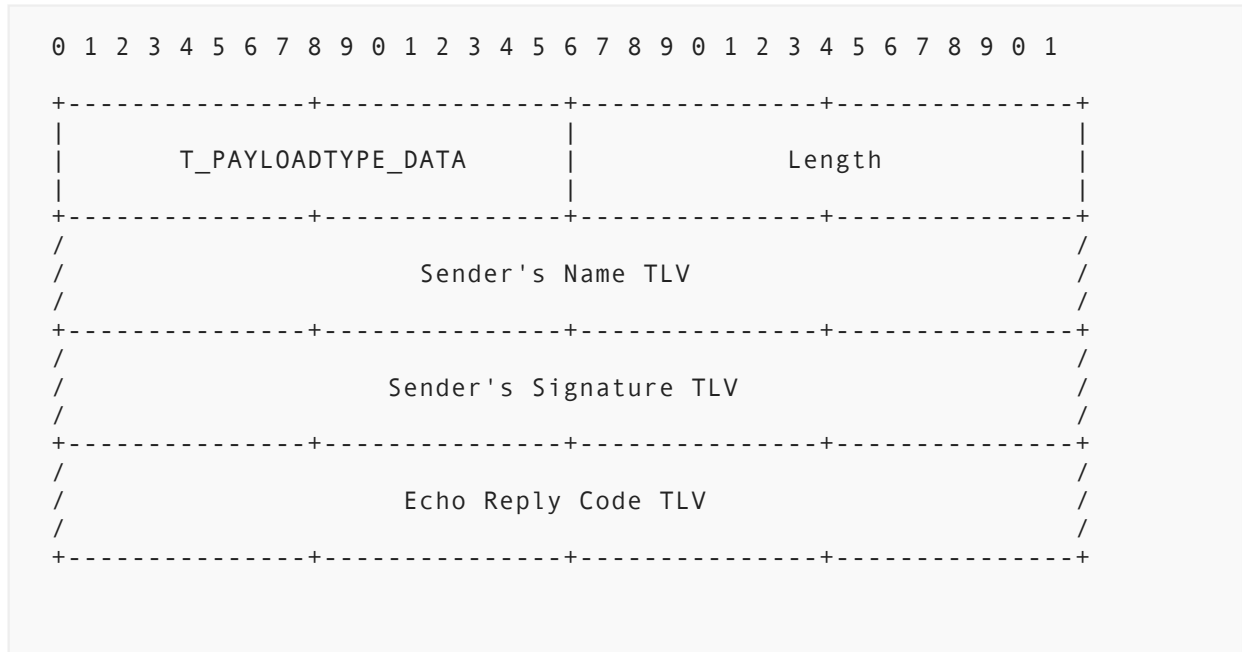 0 1 2 3 4 5 6 7 8 9 0 1 2 3 4 5 6 7 8 9 0 1 2 3 4 5 6 7 8 9 0 1
T_PAYLOADTYPE_DATA Length
Sender's Name TLV
Sender's Signature TLV
Echo Reply Code TLV